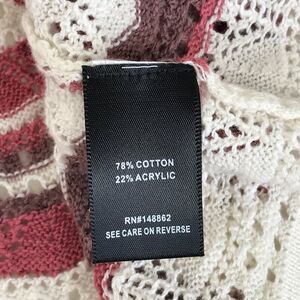 78% COTTON
22% ACRYLIC
RN#148862
SEE CARE ON REVERSE